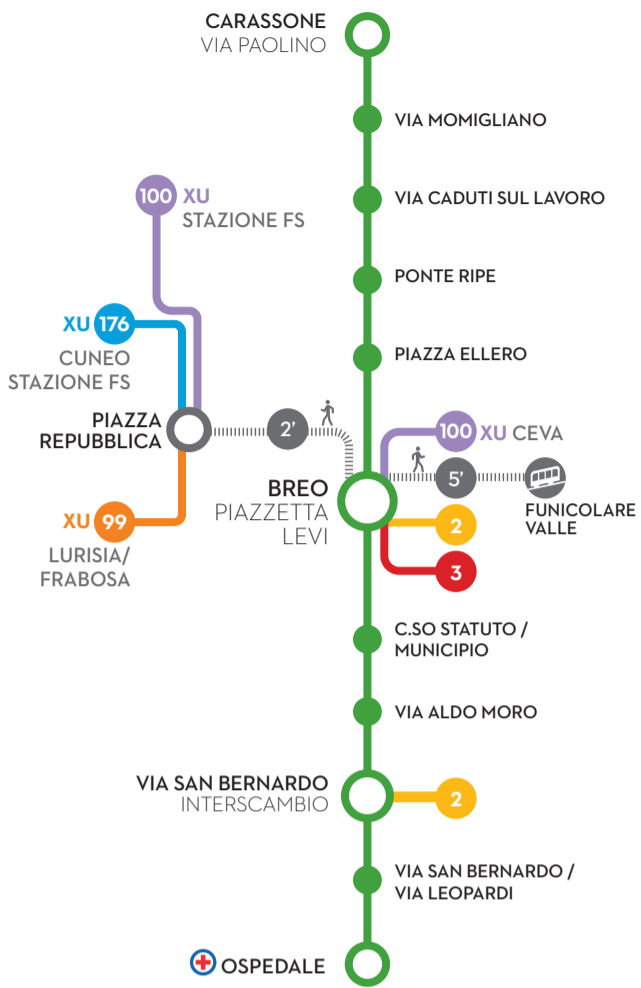 CARASSONE
VIA PAOLINO
VIA MOMIGLIANO
100 XU
STAZIONE FS
VIA CADUTI SUL LAVORO
PONTE RIPE
XU 176
CUNEO
STAZIONE FS
PIAZZA ELLERO
PIAZZA
REPUBBLICA
2'
100 XU CEVA
BREO
PIAZZETTA
LEVI
5'
FUNICOLARE
VALLE
XU 99
LURISIA/
FRABOSA
2
3
C.SO STATUTO /
MUNICIPIO
VIA ALDO MORO
VIA SAN BERNARDO
INTERSCAMBIO
2
VIA SAN BERNARDO /
VIA LEOPARDI
OSPEDALE